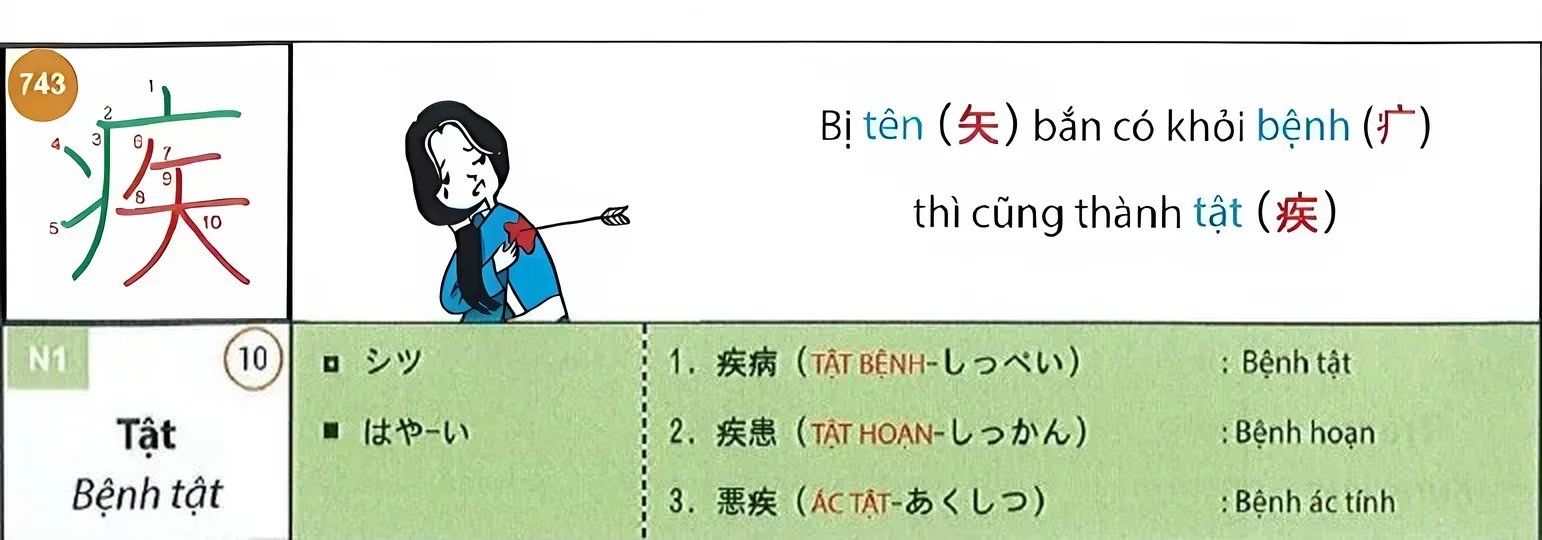 743
1
2
3
4
5
6
7
8
9
10
疾
Bị tên (矢) bắn có khỏi bệnh (疒)
thì cũng thành tật (疾)
N1
10
Tật
Bệnh tật
シツ
はや-い
1. 疾病 (TẬT BỆNH-しっぺい) : Bệnh tật
2. 疾患 (TẬT HOẠN-しっかん) : Bệnh hoạn
3. 悪疾 (ÁC TẬT-あくしつ) : Bệnh ác tính